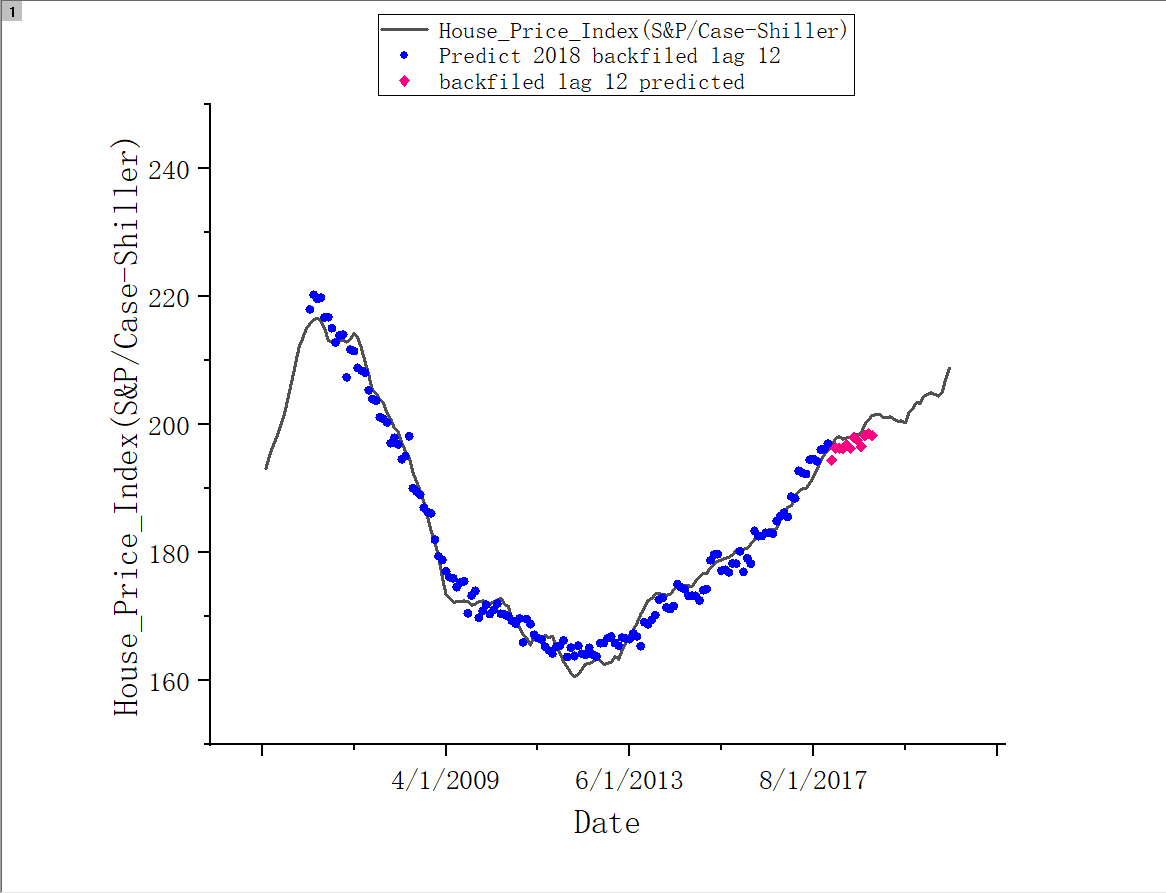 1
House_Price_Index(S&P/Case-Shiller)
Predict 2018 backfiled lag 12
backfiled lag 12 predicted
House_Price_Index(S&P/Case-Shiller)
240
220
200
180
160
4/1/2009 6/1/2013 8/1/2017
Date